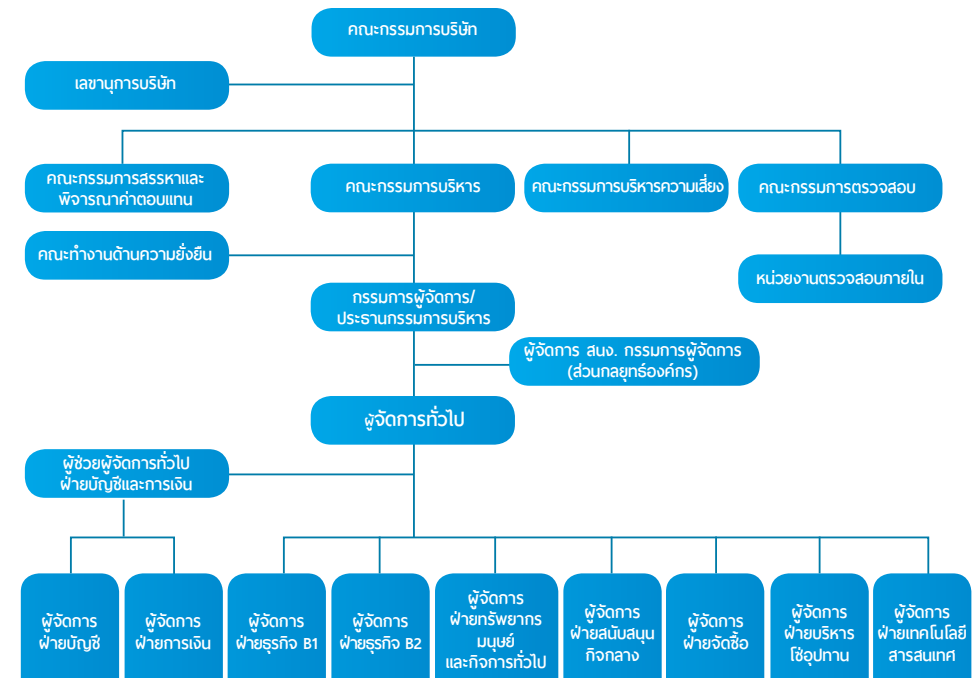 คณะกรรมการบริษัท
เลขานุการบริษัท
คณะกรรมการสรรหาและ
พิจารณาค่าตอบแทน
คณะกรรมการบริหาร
คณะกรรมการบริหารความเสี่ยง
คณะกรรมการตรวจสอบ
คณะทำงานด้านความยั่งยืน
หน่วยงานตรวจสอบภายใน
กรรมการผู้จัดการ/
ประธานกรรมการบริหาร
ผู้จัดการ สนง. กรรมการผู้จัดการ
(ส่วนกลยุทธ์องค์กร)
ผู้จัดการทั่วไป
ผู้ช่วยผู้จัดการทั่วไป
ฝ่ายบัญชีและการเงิน
ผู้จัดการ
ฝ่ายบัญชี
ผู้จัดการ
ฝ่ายการเงิน
ผู้จัดการ
ฝ่ายธุรกิจ B1
ผู้จัดการ
ฝ่ายธุรกิจ B2
ผู้จัดการ
ฝ่ายทรัพยากร
มนุษย์
และกิจการทั่วไป
ผู้จัดการ
ฝ่ายสนับสนุน
กิจกลาง
ผู้จัดการ
ฝ่ายจัดซื้อ
ผู้จัดการ
ฝ่ายบริหาร
โซ่อุปทาน
ผู้จัดการ
ฝ่ายเทคโนโลยี
สารสนเทศ